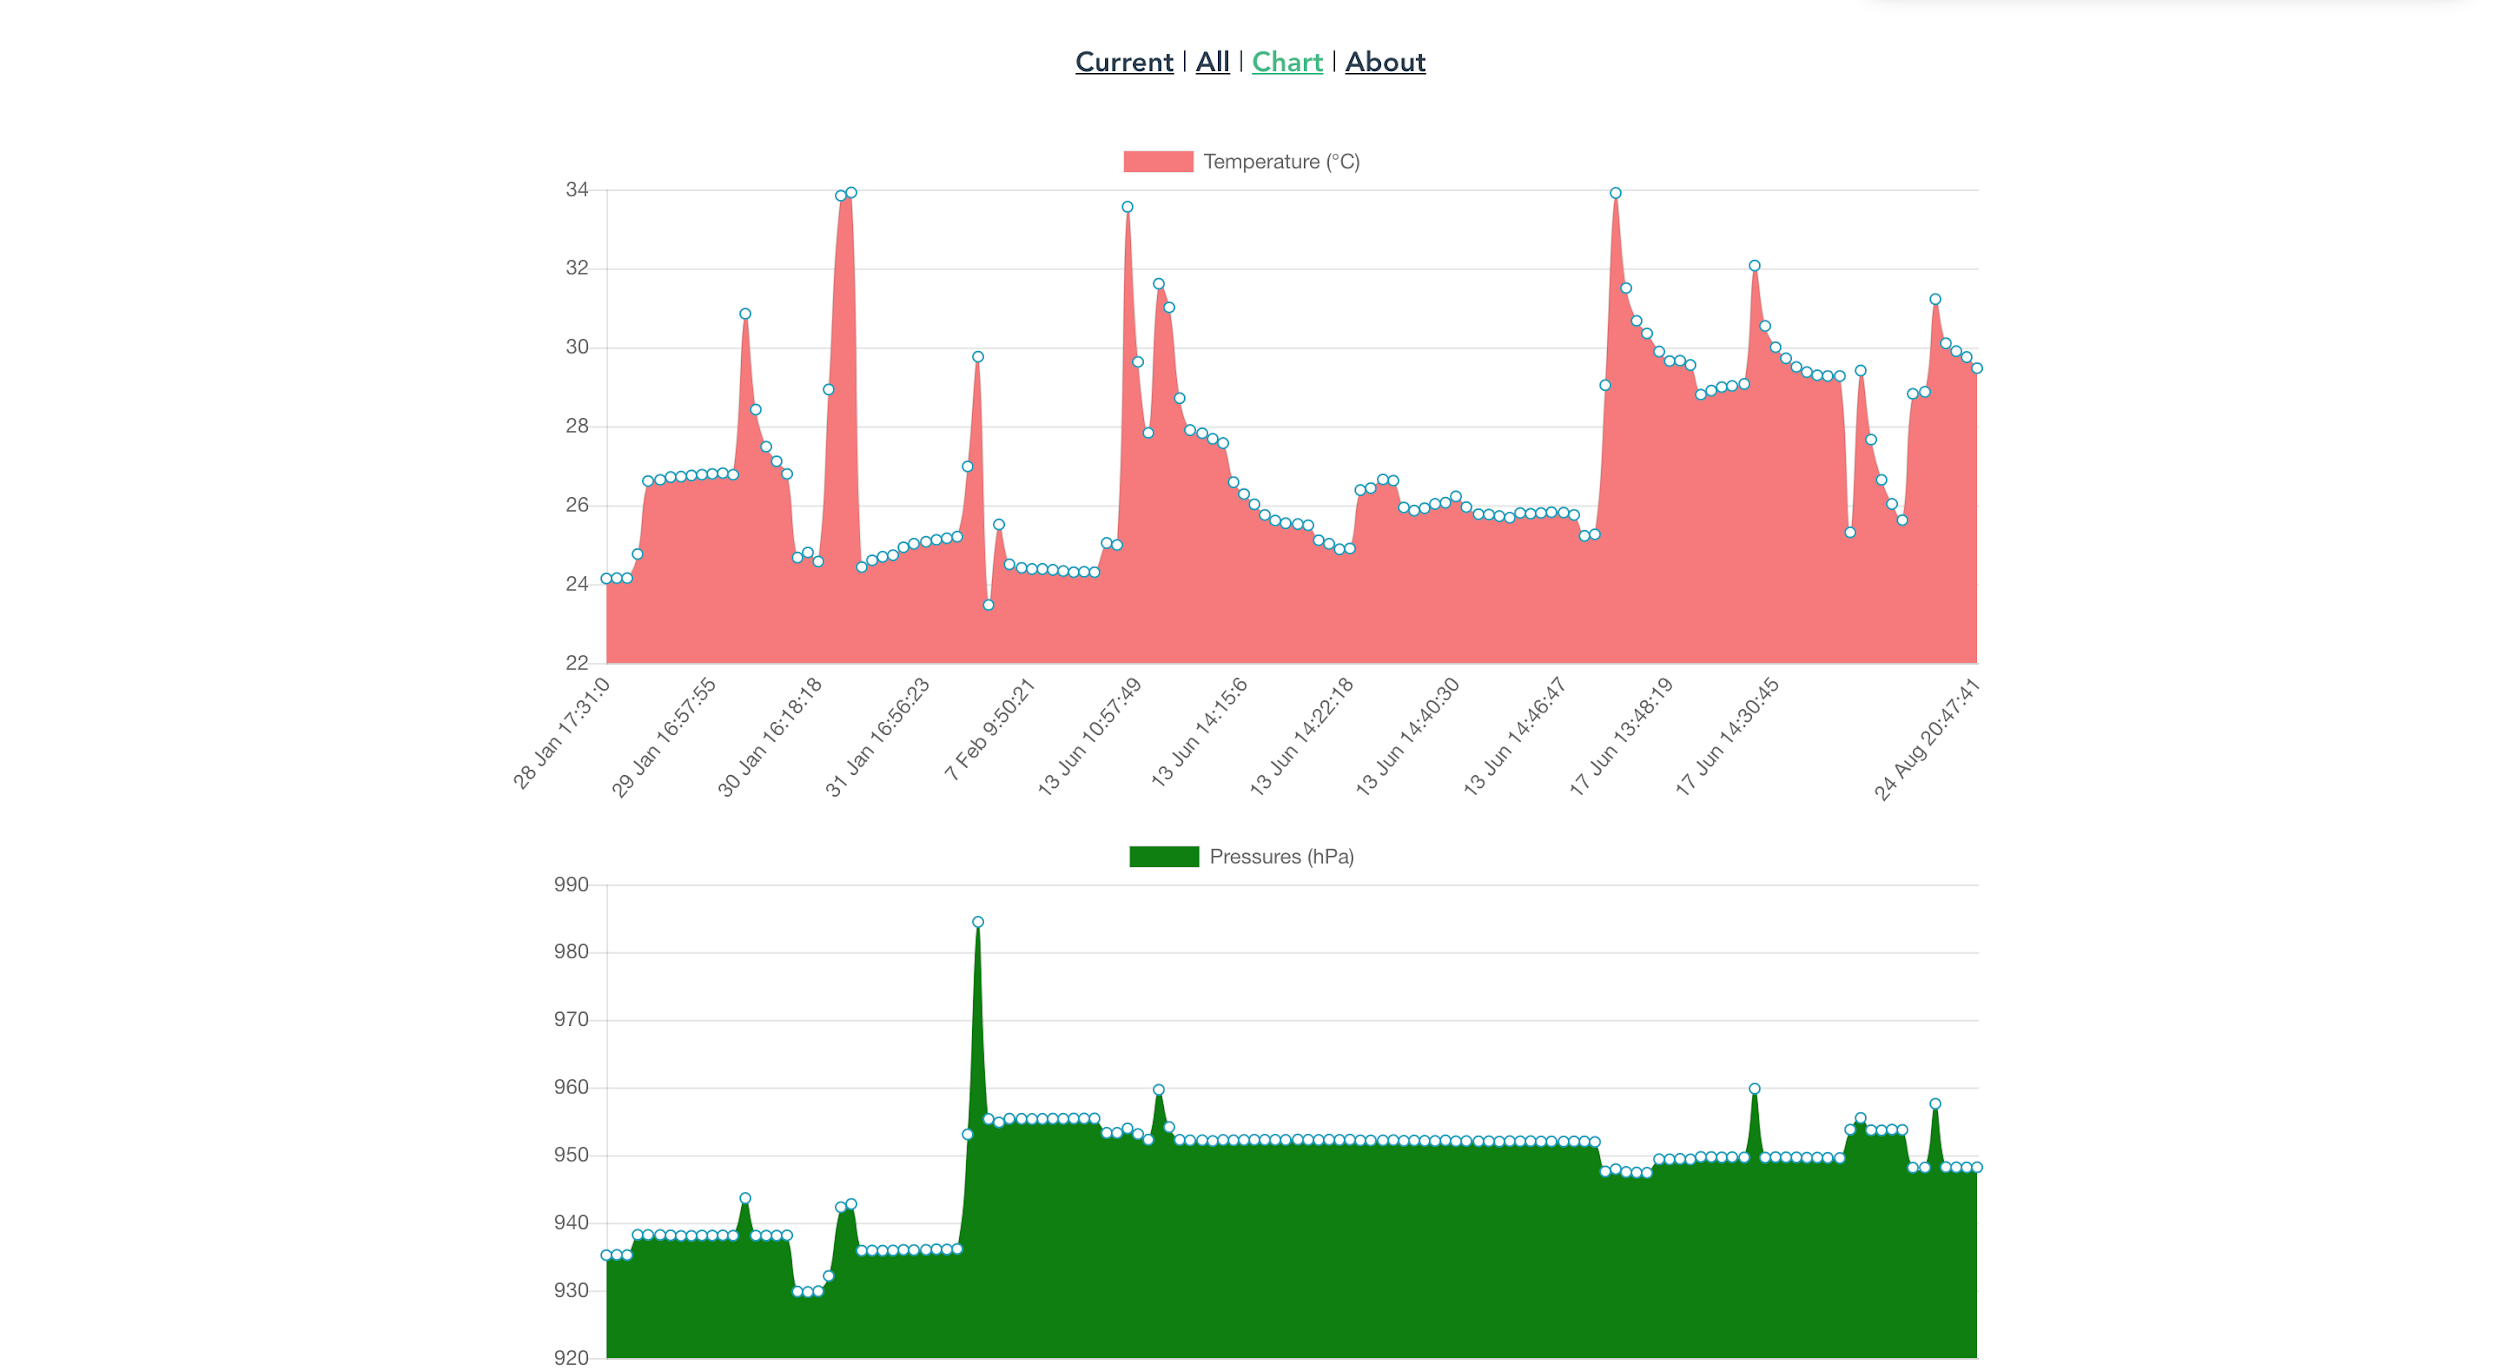 Current | All | Chart | About
Temperature (°C)
34
32
30
28
26
24
22
28 Jan 17:31:0
29 Jan 16:57:55
30 Jan 16:18:18
31 Jan 16:56:23
7 Feb 9:50:21
13 Jun 10:57:49
13 Jun 14:15:6
13 Jun 14:22:18
13 Jun 14:40:30
13 Jun 14:46:47
17 Jun 13:48:19
17 Jun 14:30:45
24 Aug 20:47:41
Pressures (hPa)
990
980
970
960
950
940
930
920